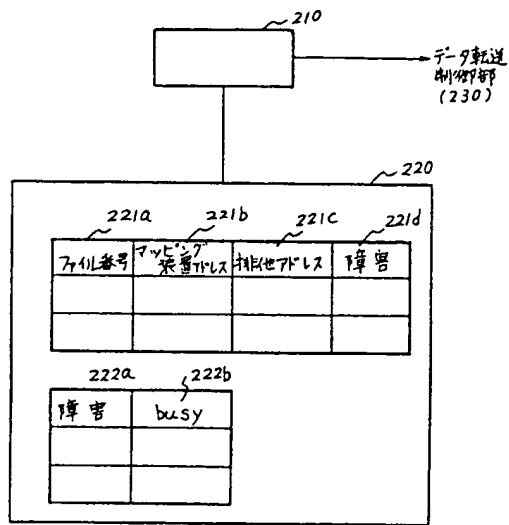 210
データ転送
制御部
(230)
220
221a 221b 221c 221d
ファイル番号 マッピング装置アドレス 排他アドレス 障害
222a 222b
障害 busy